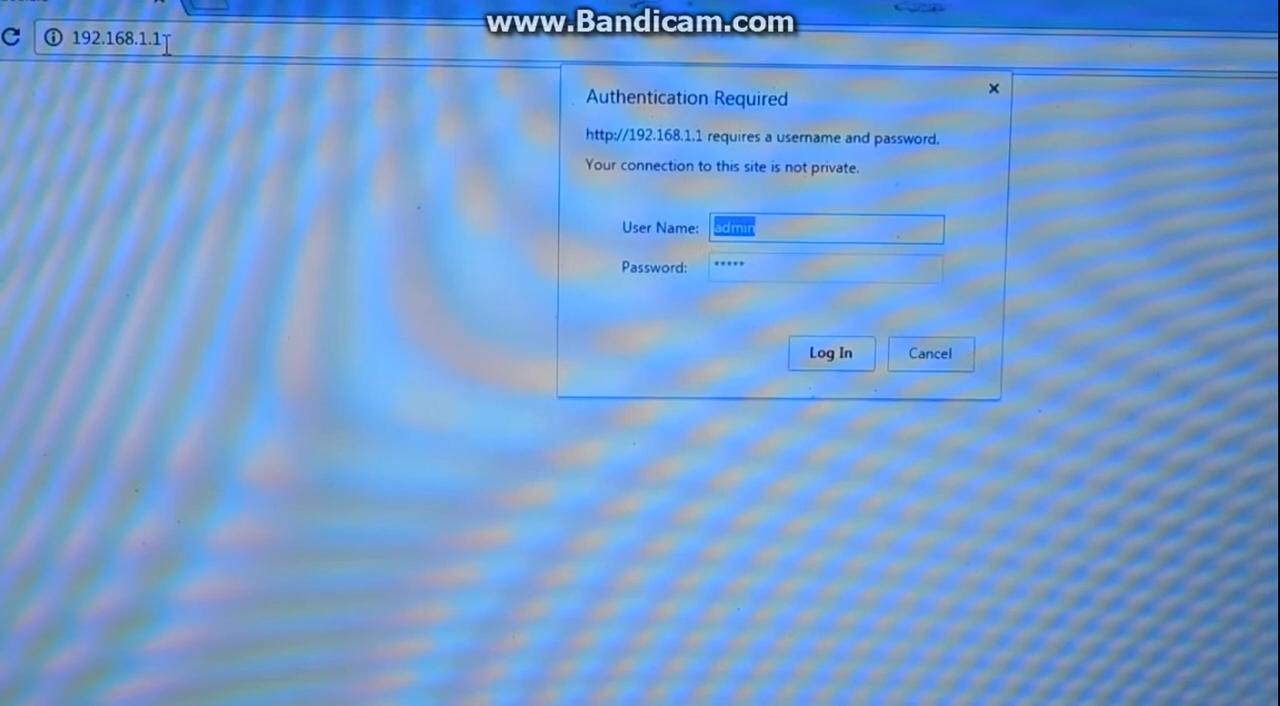 www.Bandicam.com
192.168.1.1
Authentication Required
http://192.168.1.1 requires a username and password.
Your connection to this site is not private.
User Name: admin
Password: *****
Log In Cancel